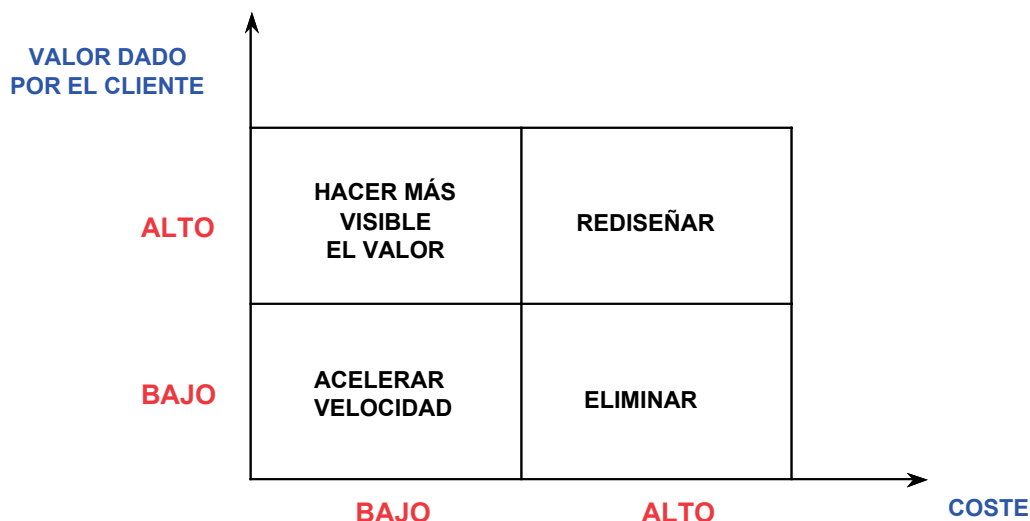 VALOR DADO
POR EL CLIENTE
ALTO
HACER MÁS
VISIBLE
EL VALOR
REDISEÑAR
BAJO
ACELERAR
VELOCIDAD
ELIMINAR
BAJO
ALTO
COSTE